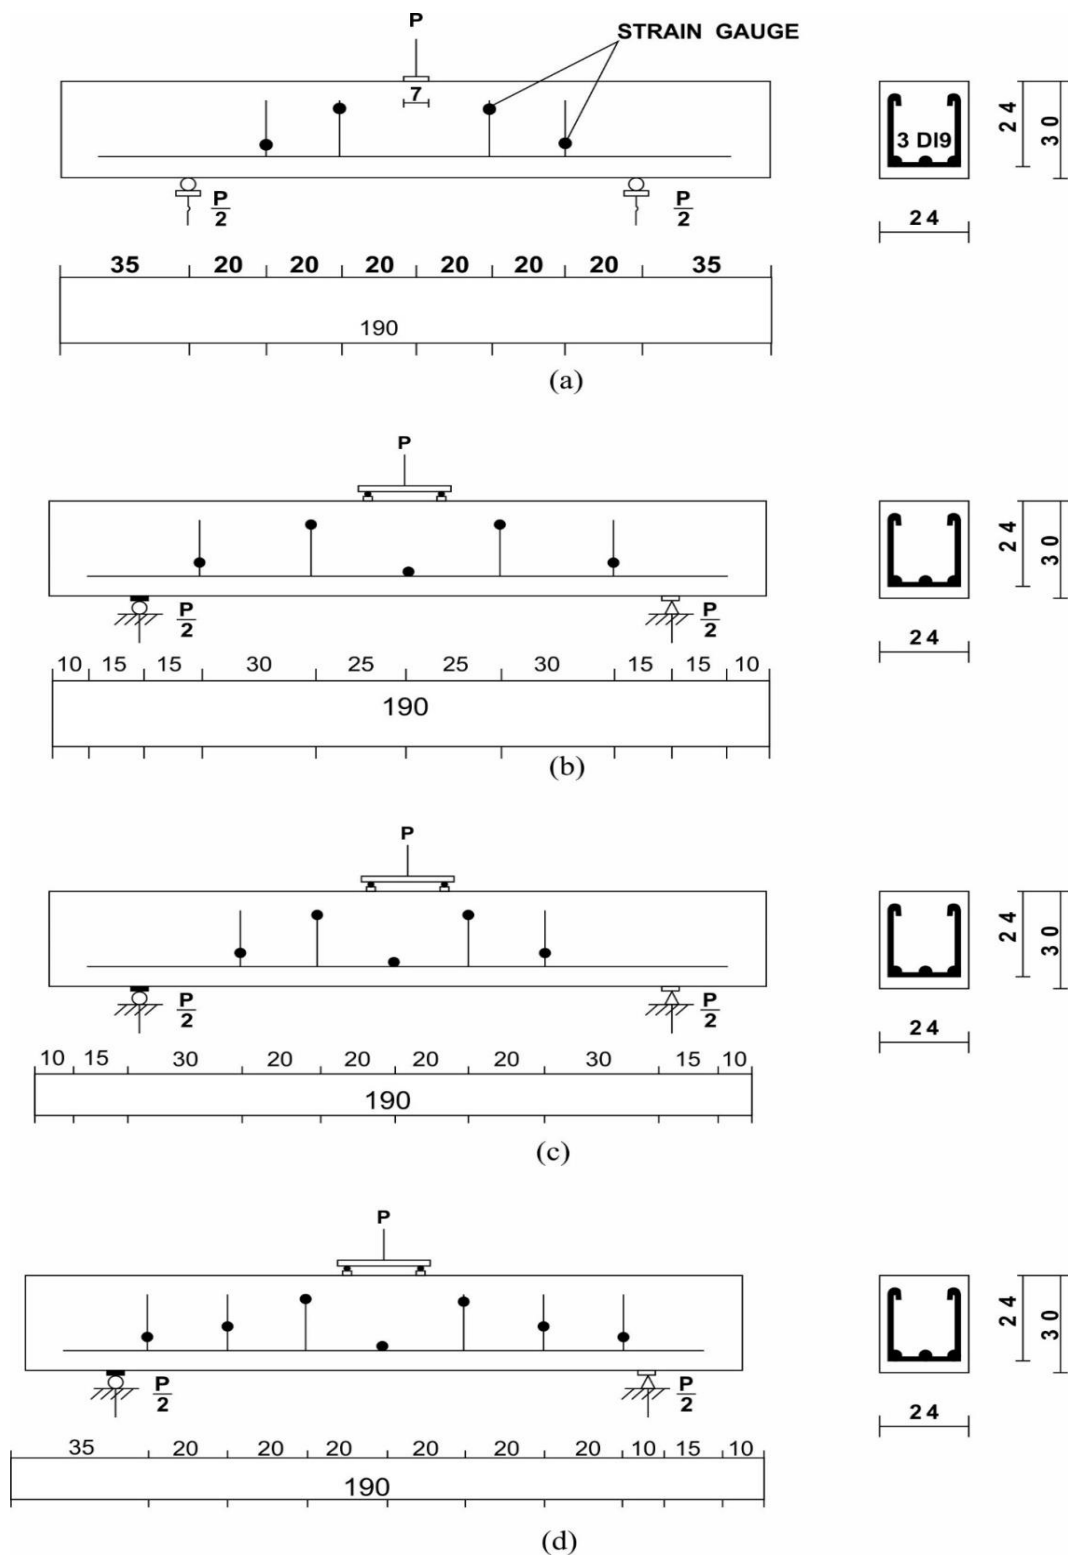 P
STRAIN GAUGE
7
3 DI9
24
30
P
2
P
2
24
35 20 20 20 20 20 20 35
190
(a)
P
24
30
P
2
P
2
24
10 15 15 30 25 25 30 15 15 10
190
(b)
P
24
30
P
2
P
2
24
10 15 30 20 20 20 20 30 15 10
190
(c)
P
24
30
P
2
P
2
24
35 20 20 20 20 20 20 10 15 10
190
(d)